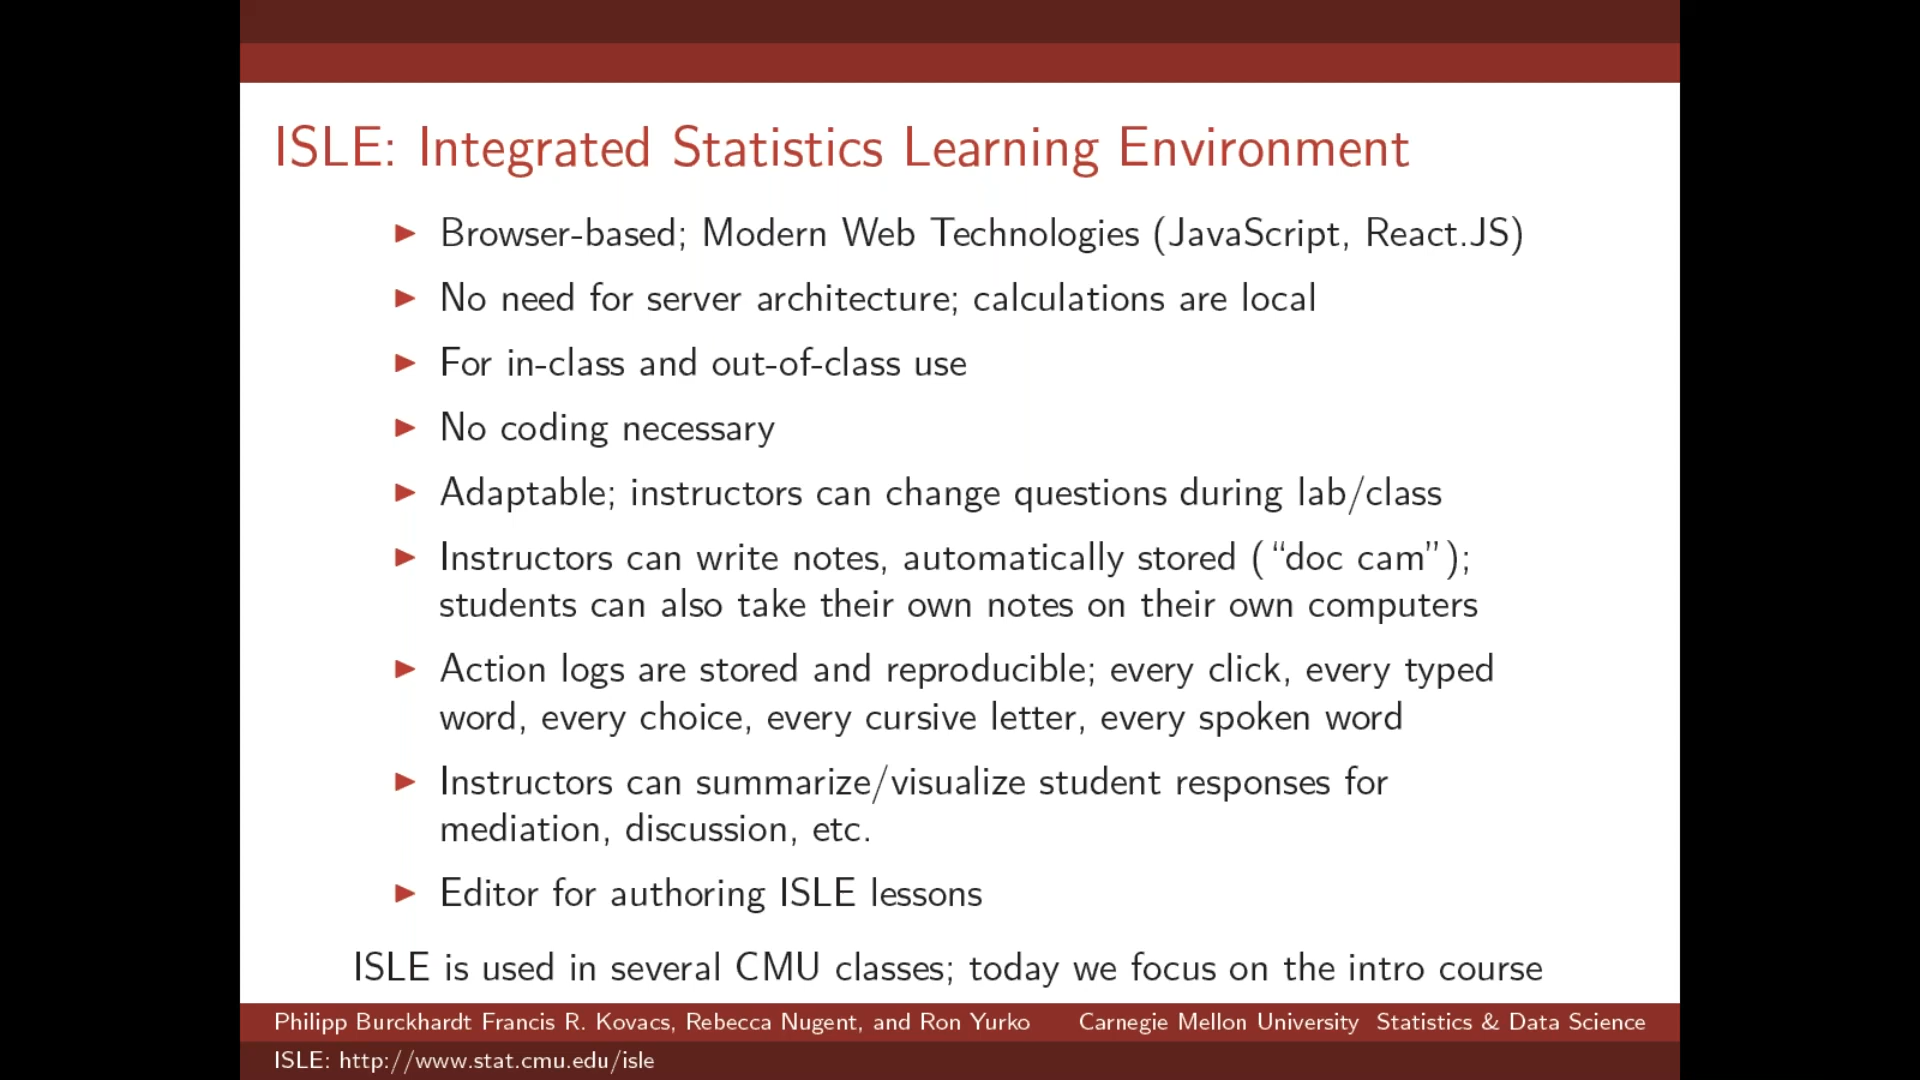 ISLE: Integrated Statistics Learning Environment
Browser-based; Modern Web Technologies (JavaScript, React.JS)
No need for server architecture; calculations are local
For in-class and out-of-class use
No coding necessary
Adaptable; instructors can change questions during lab/class
Instructors can write notes, automatically stored (“doc cam”);
students can also take their own notes on their own computers
Action logs are stored and reproducible; every click, every typed
word, every choice, every cursive letter, every spoken word
Instructors can summarize/visualize student responses for
mediation, discussion, etc.
Editor for authoring ISLE lessons
ISLE is used in several CMU classes; today we focus on the intro course
Philipp Burckhardt Francis R. Kovacs, Rebecca Nugent, and Ron Yurko Carnegie Mellon University Statistics & Data Science
ISLE: http://www.stat.cmu.edu/isle